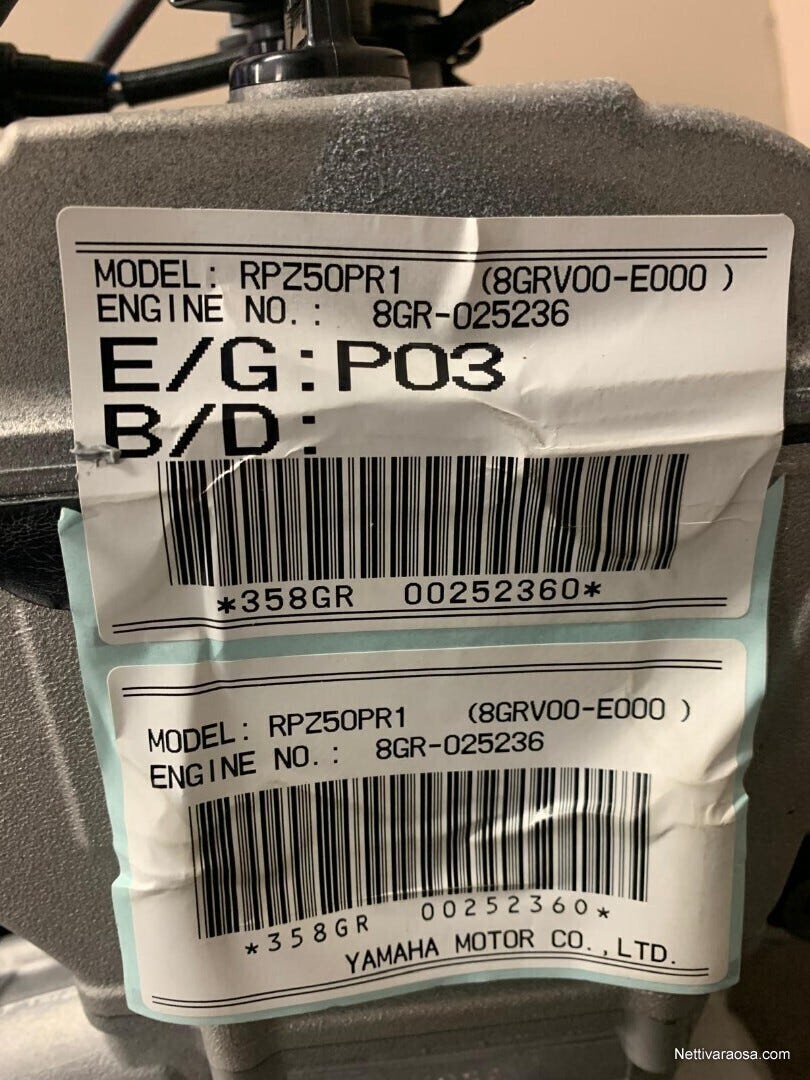 MODEL: RPZ50PR1 (8GRV00-E000 )
ENGINE NO.: 8GR-025236
E/G:P03
B/D:
*358GR 00252360*
MODEL: RPZ50PR1 (8GRV00-E000 )
ENGINE NO.: 8GR-025236
*358GR 00252360*
YAMAHA MOTOR CO.,LTD.
Nettivaraosa.com